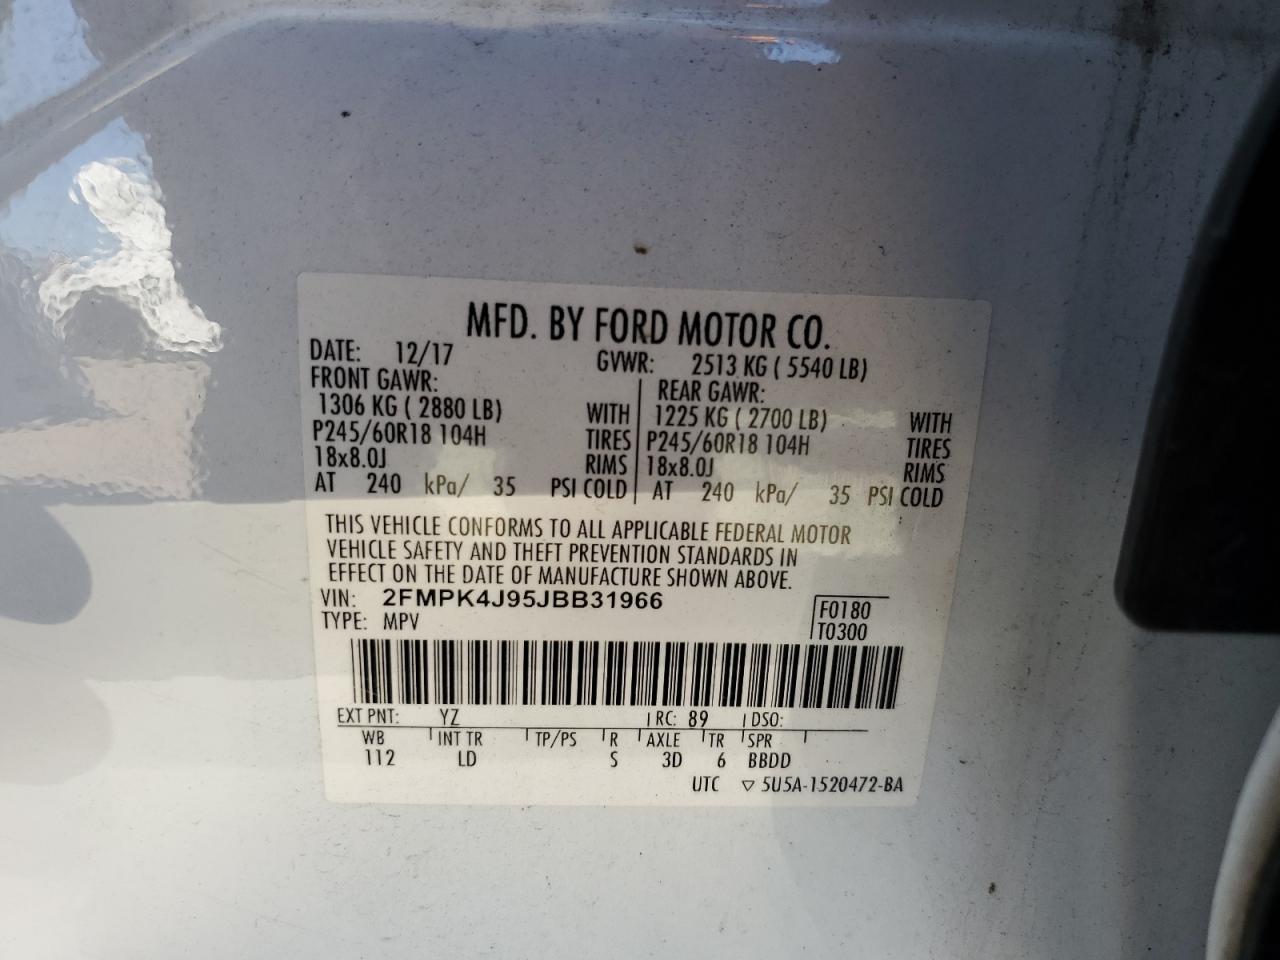 MFD. BY FORD MOTOR CO.
DATE: 12/17 GVWR: 2513 KG ( 5540 LB)
FRONT GAWR: REAR GAWR:
1306 KG ( 2880 LB) WITH 1225 KG ( 2700 LB) WITH
P245/60R18 104H TIRES P245/60R18 104H TIRES
18x8.0J RIMS 18x8.0J RIMS
AT 240 kPa/ 35 PSI COLD AT 240 kPa/ 35 PSI COLD
THIS VEHICLE CONFORMS TO ALL APPLICABLE FEDERAL MOTOR
VEHICLE SAFETY AND THEFT PREVENTION STANDARDS IN
EFFECT ON THE DATE OF MANUFACTURE SHOWN ABOVE.
VIN: 2FMPK4J95JBB31966 F0180
TYPE: MPV T0300
EXT PNT: YZ RC: 89 DSO:
WB INT TR TP/PS R AXLE TR SPR
112 LD S 3D 6 BBDD
UTC ▽ 5U5A-1520472-BA